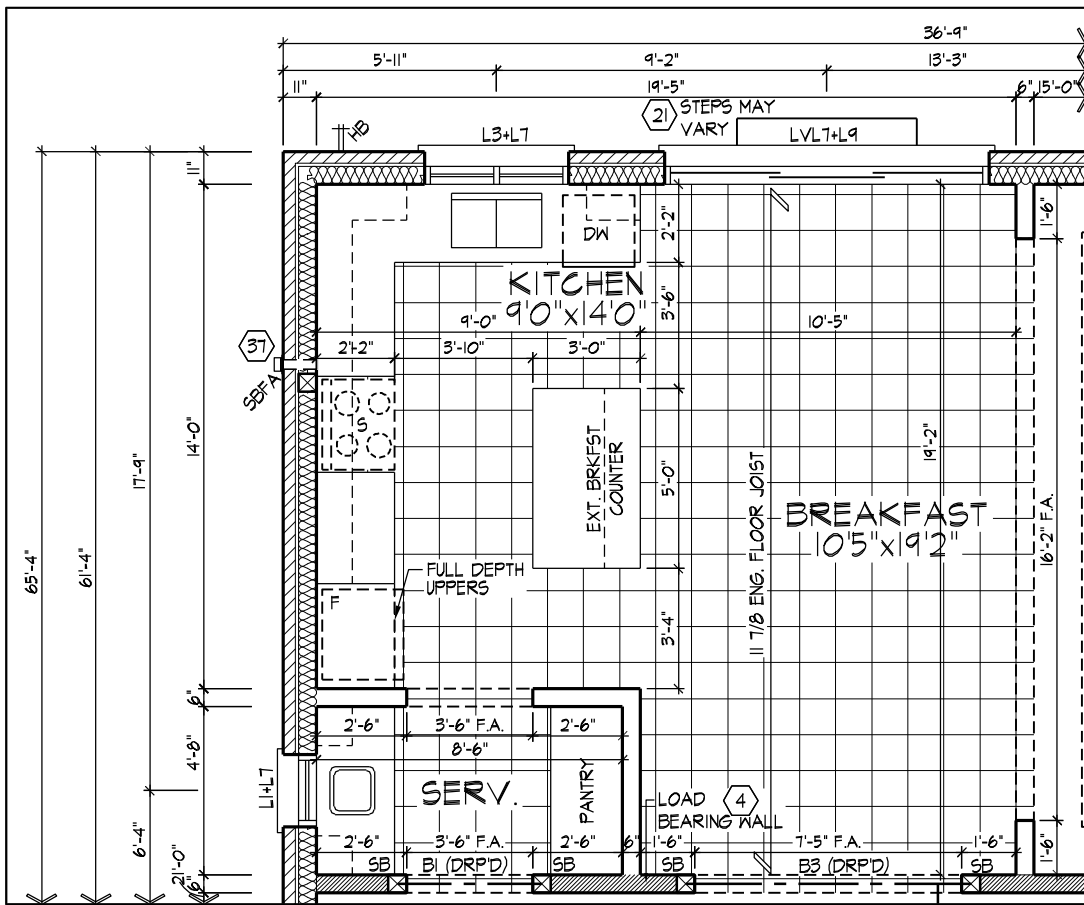 36'-9"
5'-11"
9'-2"
13'-3"
11"
19'-5"
6"
15'-0"
21
STEPS MAY
VARY
HB
L3+L7
LVL7+L9
11"
DW
2'-2"
1'-6"
KITCHEN
9'0"x14'0"
3'-6"
9'-0"
10'-5"
37
2'-2"
3'-10"
3'-0"
SBFA
S
14'-0"
17'-9"
19'-2"
EXT. BRKFST
COUNTER
5'-0"
11 7/8 ENG. FLOOR JOIST
BREAKFAST
10'5"x19'2"
16'-2" F.A.
65'-4"
61'-4"
FULL DEPTH
UPPERS
F
3'-4"
6"
2'-6"
3'-6" F.A.
2'-6"
8'-6"
4'-8"
L1+L7
SERV.
PANTRY
LOAD
BEARING WALL
4
6'-4"
2'-6"
3'-6" F.A.
2'-6"
6"
1'-6"
7'-5" F.A.
1'-6"
1'-6"
SB
B1 (DRP'D)
SB
SB
B3 (DRP'D)
SB
21'-0"
6"